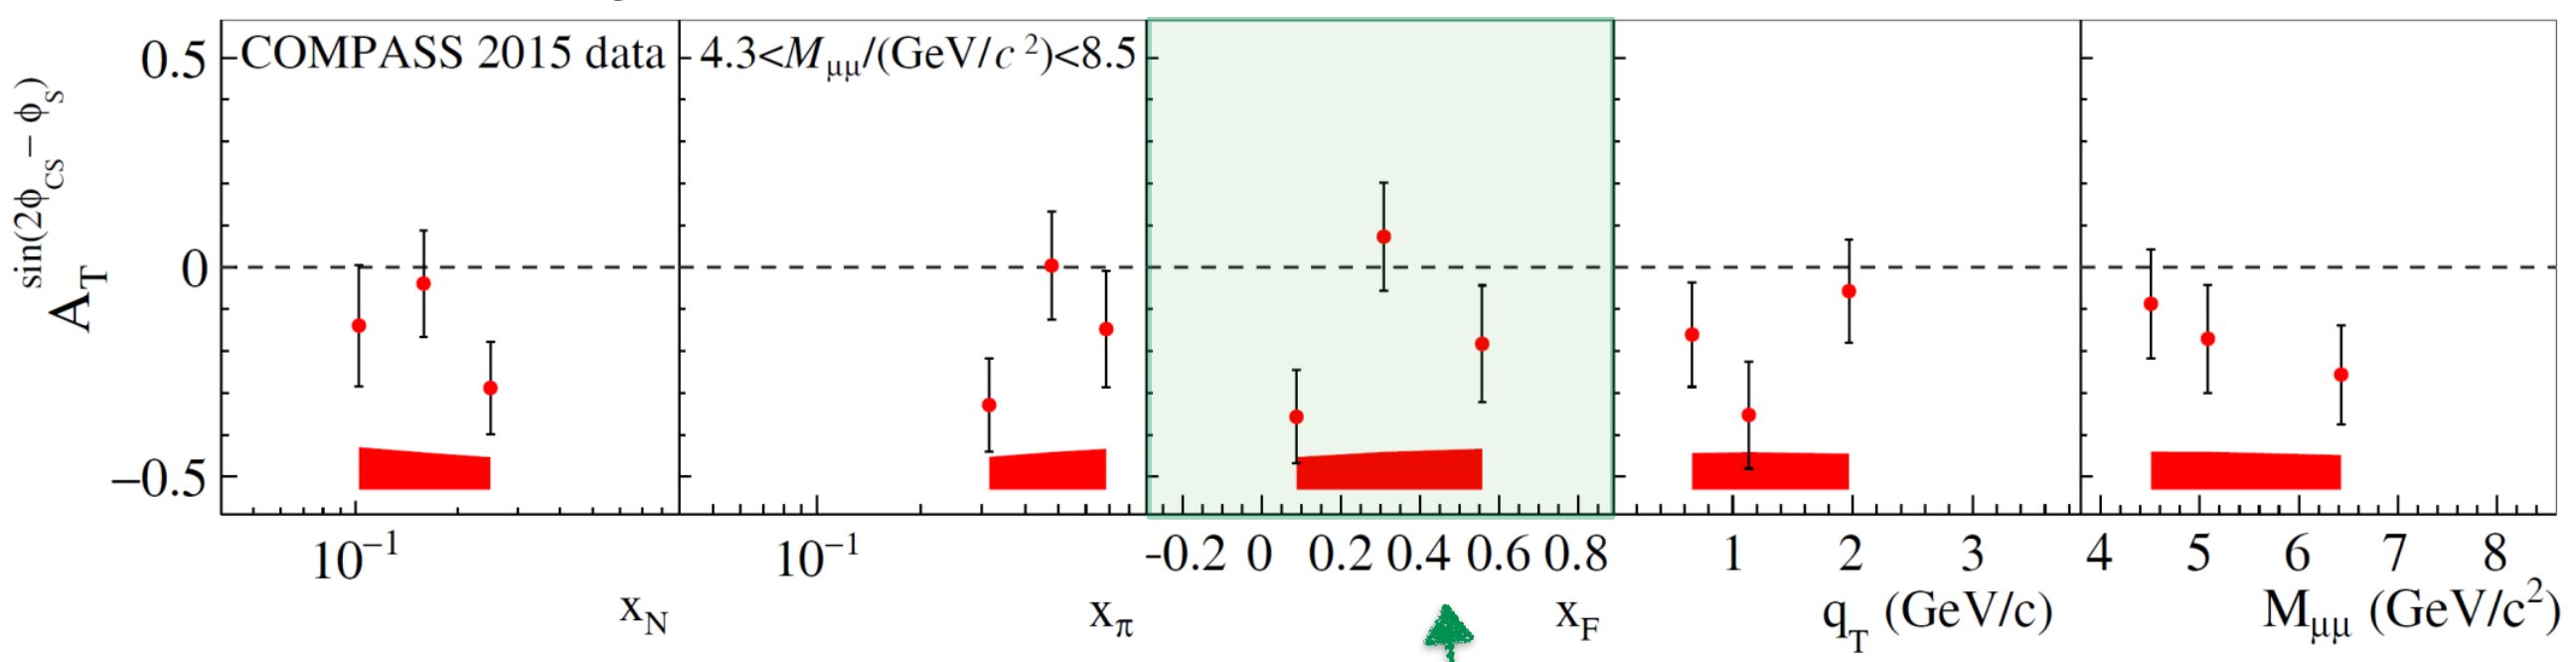 COMPASS 2015 data
4.3<Mμμ/(GeV/c²)<8.5
A_T^sin(2ϕ_CS − ϕ_S)
0.5
0
−0.5
10⁻¹
10⁻¹
-0.2 0 0.2 0.4 0.6 0.8
1 2 3
4 5 6 7 8
x_N
x_π
x_F
q_T (GeV/c)
M_μμ (GeV/c²)